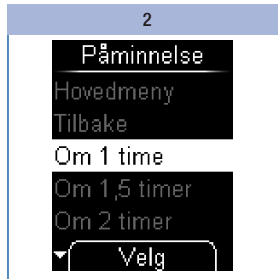 2
Påminnelse
Hovedmeny
Tilbake
Om 1 time
Om 1,5 timer
Om 2 timer
Velg